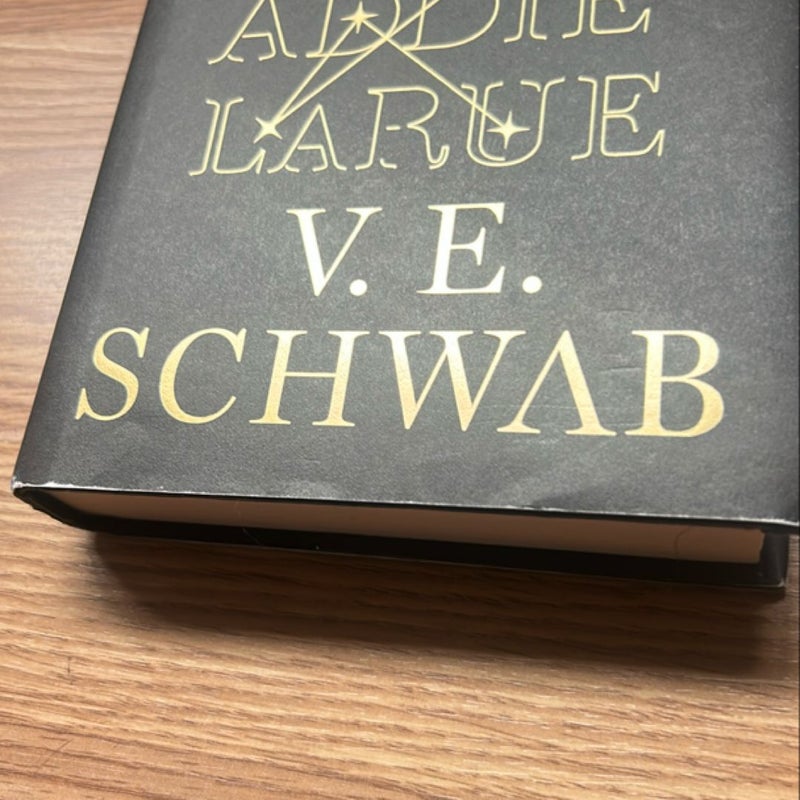 ADDIE
LARUE
V. E.
SCHWAB